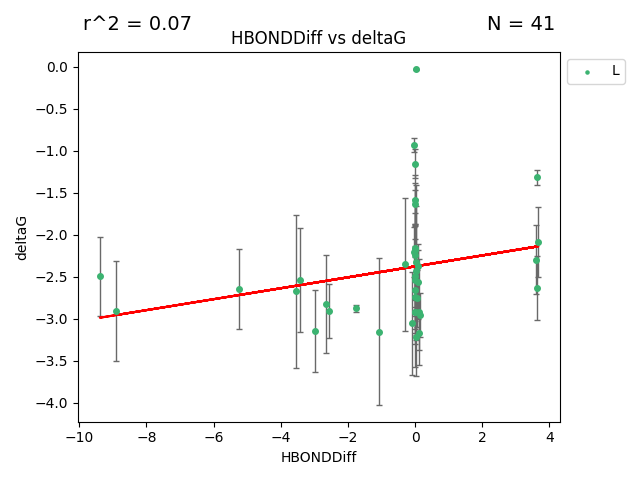 r^2 = 0.07
N = 41
HBONDDiff vs deltaG
L
deltaG
0.0
−0.5
−1.0
−1.5
−2.0
−2.5
−3.0
−3.5
−4.0
−10
−8
−6
−4
−2
0
2
4
HBONDDiff